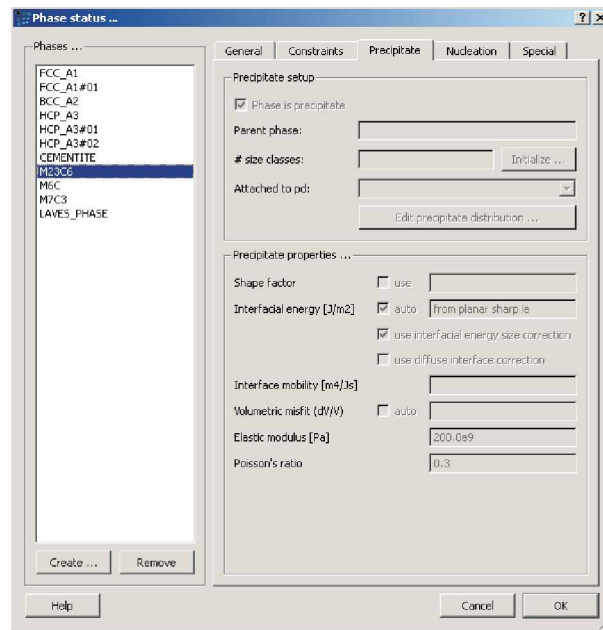 Phase status ...
Phases ...
FCC_A1
FCC_A1#01
BCC_A2
HCP_A3
HCP_A3#01
HCP_A3#02
CEMENTITE
M23C6
M6C
M7C3
LAVES_PHASE
Create ... Remove
General Constraints Precipitate Nucleation Special
Precipitate setup
Phase is precipitate
Parent phase:
# size classes: Initialize ...
Attached to pd:
Edit precipitate distribution ...
Precipitate properties ...
Shape factor use
Interfacial energy [J/m2] auto from planar sharp ie
use interfacial energy size correction
use diffuse interface correction
Interface mobility [m4/Js]
Volumetric misfit (dV/V) auto
Elastic modulus [Pa] 200.0e9
Poisson's ratio 0.3
Help Cancel OK